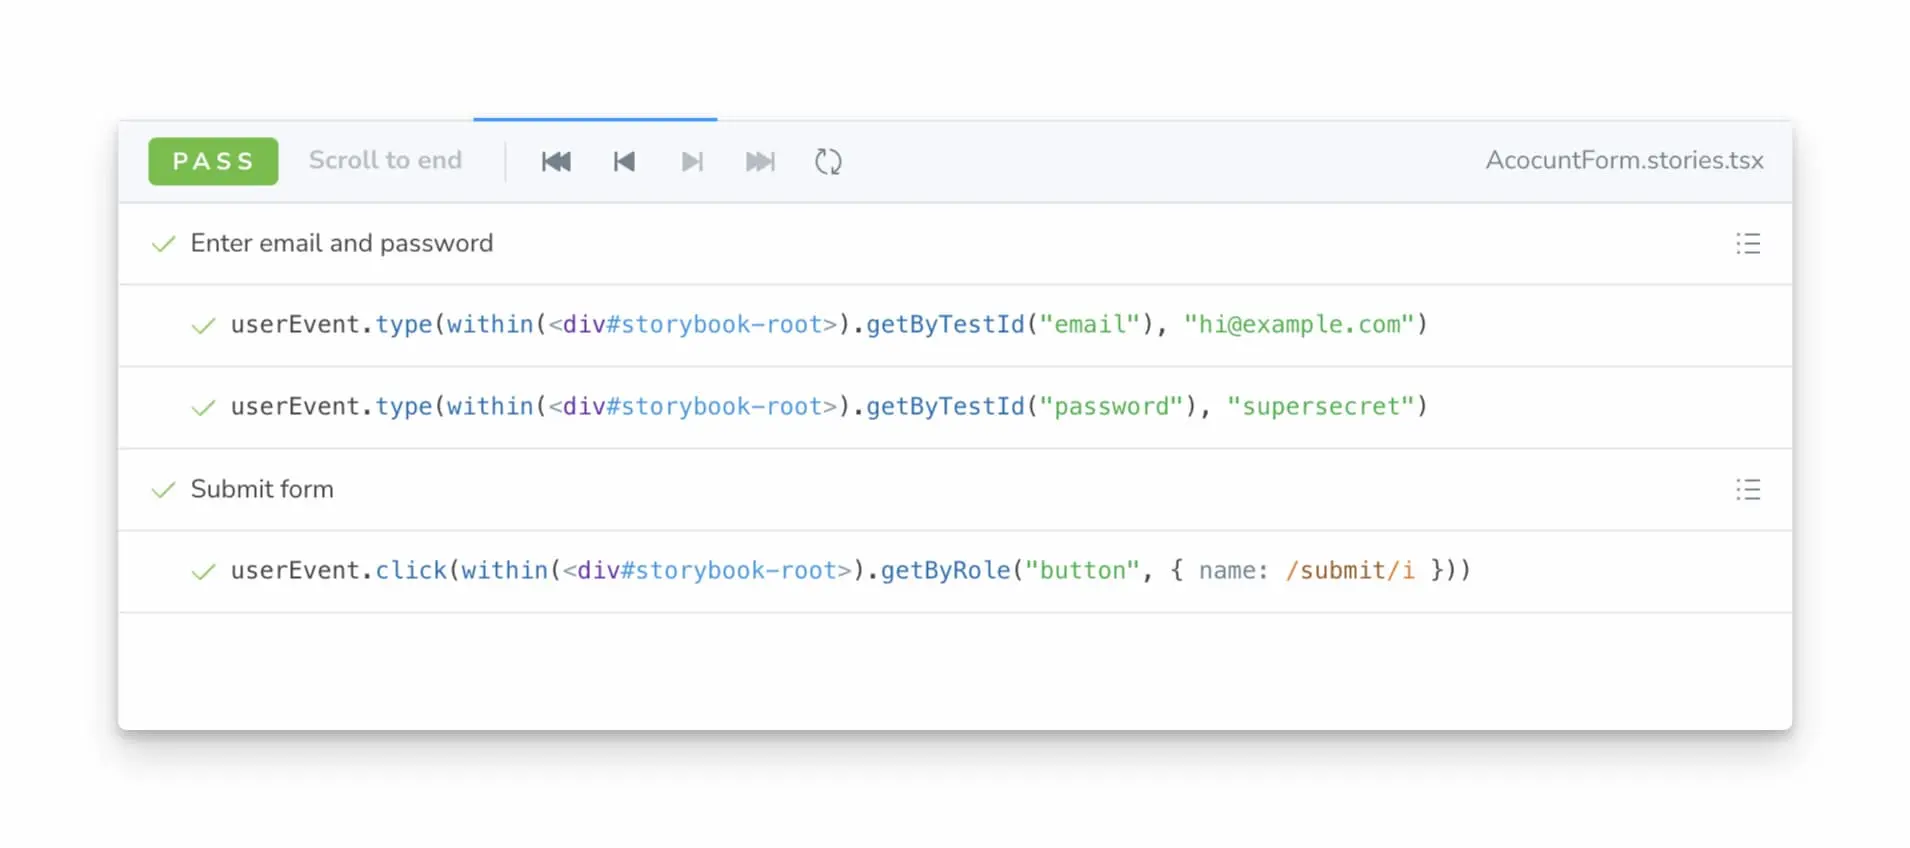 PASS Scroll to end AcocuntForm.stories.tsx
Enter email and password
userEvent.type(within(<div#storybook-root>).getByTestId("email"), "hi@example.com")
userEvent.type(within(<div#storybook-root>).getByTestId("password"), "supersecret")
Submit form
userEvent.click(within(<div#storybook-root>).getByRole("button", { name: /submit/i }))